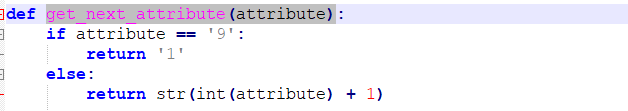 def get_next_attribute(attribute):
    if attribute == '9':
        return '1'
    else:
        return str(int(attribute) + 1)